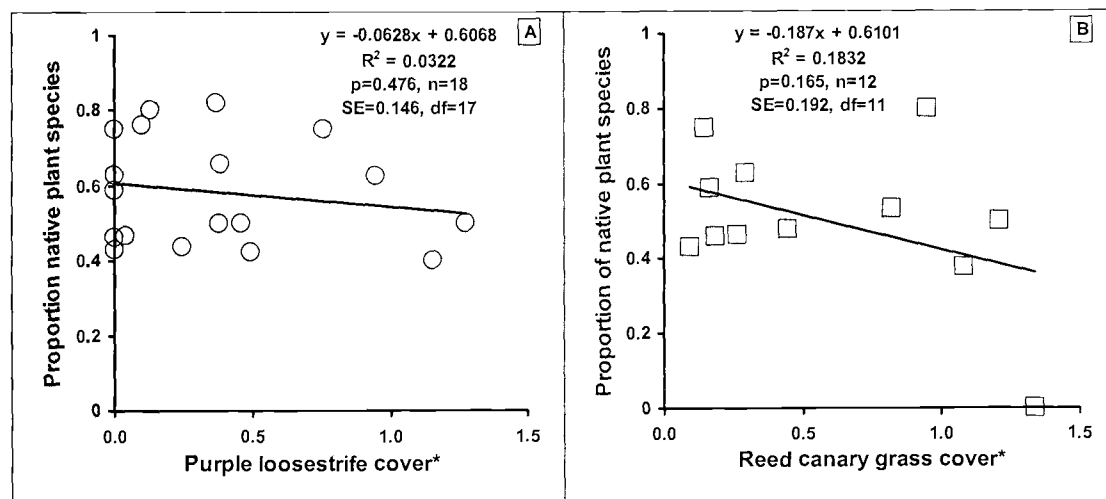 A
y = -0.0628x + 0.6068
R² = 0.0322
p=0.476, n=18
SE=0.146, df=17
Proportion native plant species
1
0.8
0.6
0.4
0.2
0
0.0 0.5 1.0 1.5
Purple loosestrife cover*
B
y = -0.187x + 0.6101
R² = 0.1832
p=0.165, n=12
SE=0.192, df=11
Proportion of native plant species
1
0.8
0.6
0.4
0.2
0
0.0 0.5 1.0 1.5
Reed canary grass cover*